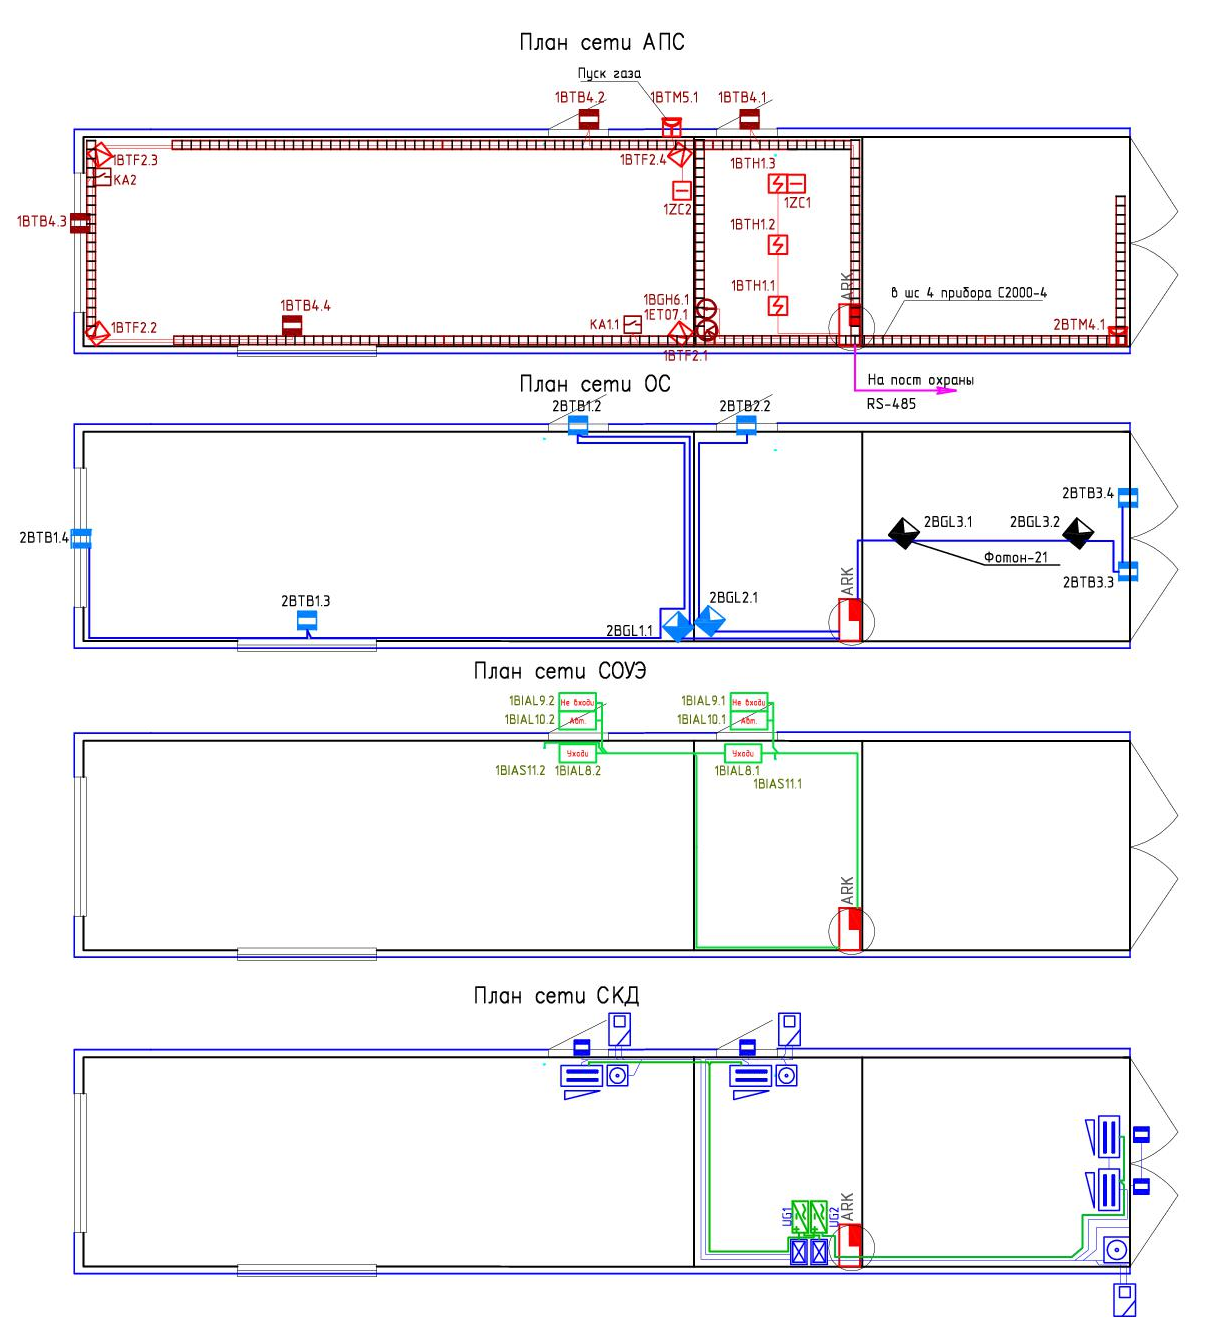 План сети АПС
Пуск газа
1BTB4.2
1BTM5.1
1BTB4.1
1BTF2.3
1BTF2.4
1BTH1.3
KA2
1ZC2
1ZC1
1BTB4.3
1BTH1.2
1BTH1.1
ARK
в шс 4 прибора С2000-4
1BTB4.4
1BGH6.1
1ETO7.1
1BTF2.2
KA1.1
2BTM4.1
1BTF2.1
План сети ОС
На пост охраны
RS-485
2BTB1.2
2BTB2.2
2BTB3.4
2BGL3.1
2BGL3.2
2BTB1.4
Фотон-21
2BTB3.3
ARK
2BTB1.3
2BGL2.1
2BGL1.1
План сети СОУЭ
1BIAL9.2
Не входи
1BIAL9.1
Не входи
1BIAL10.2
Авт.
1BIAL10.1
Авт.
Уходи
Уходи
1BIAS11.2
1BIAL8.2
1BIAL8.1
1BIAS11.1
ARK
План сети СКД
UG1
UG2
ARK